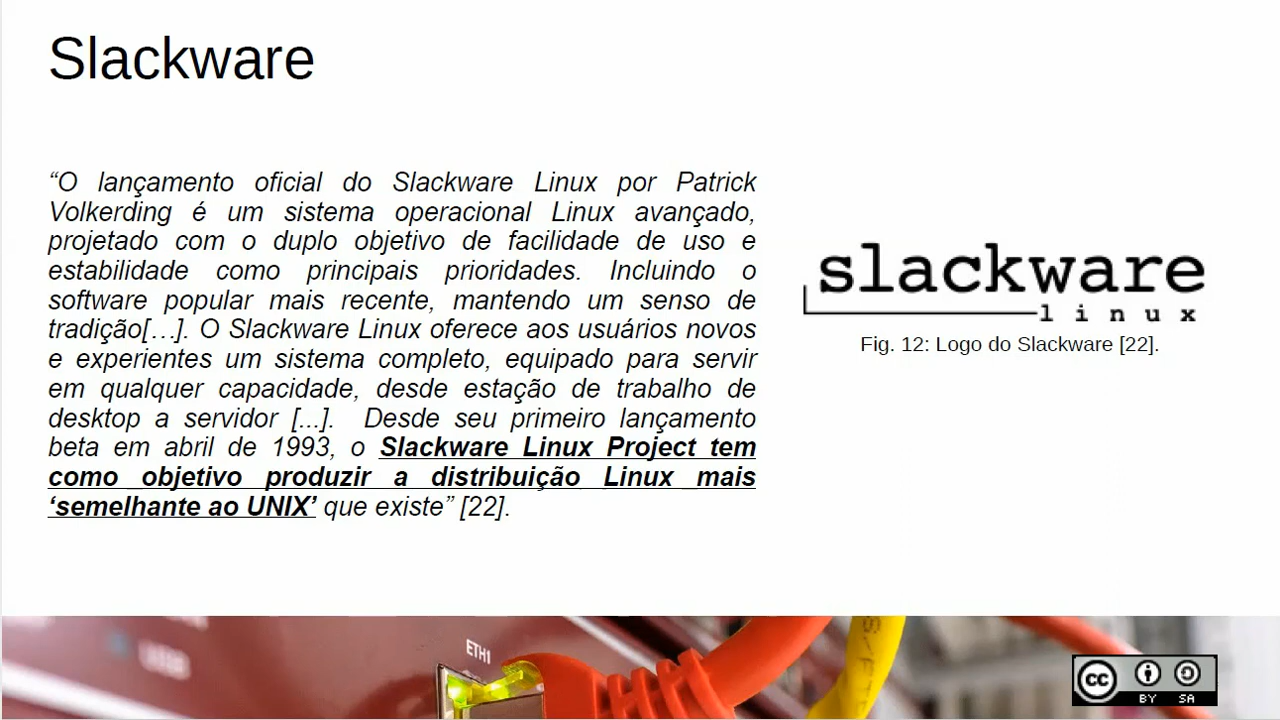 Slackware
“O lançamento oficial do Slackware Linux por Patrick
Volkerding é um sistema operacional Linux avançado,
projetado com o duplo objetivo de facilidade de uso e
estabilidade como principais prioridades. Incluindo o
software popular mais recente, mantendo um senso de
tradição[…]. O Slackware Linux oferece aos usuários novos
e experientes um sistema completo, equipado para servir
em qualquer capacidade, desde estação de trabalho de
desktop a servidor [...]. Desde seu primeiro lançamento
beta em abril de 1993, o Slackware Linux Project tem
como objetivo produzir a distribuição Linux mais
‘semelhante ao UNIX’ que existe” [22].
slackware
linux
Fig. 12: Logo do Slackware [22].
ETH1
cc
BY SA